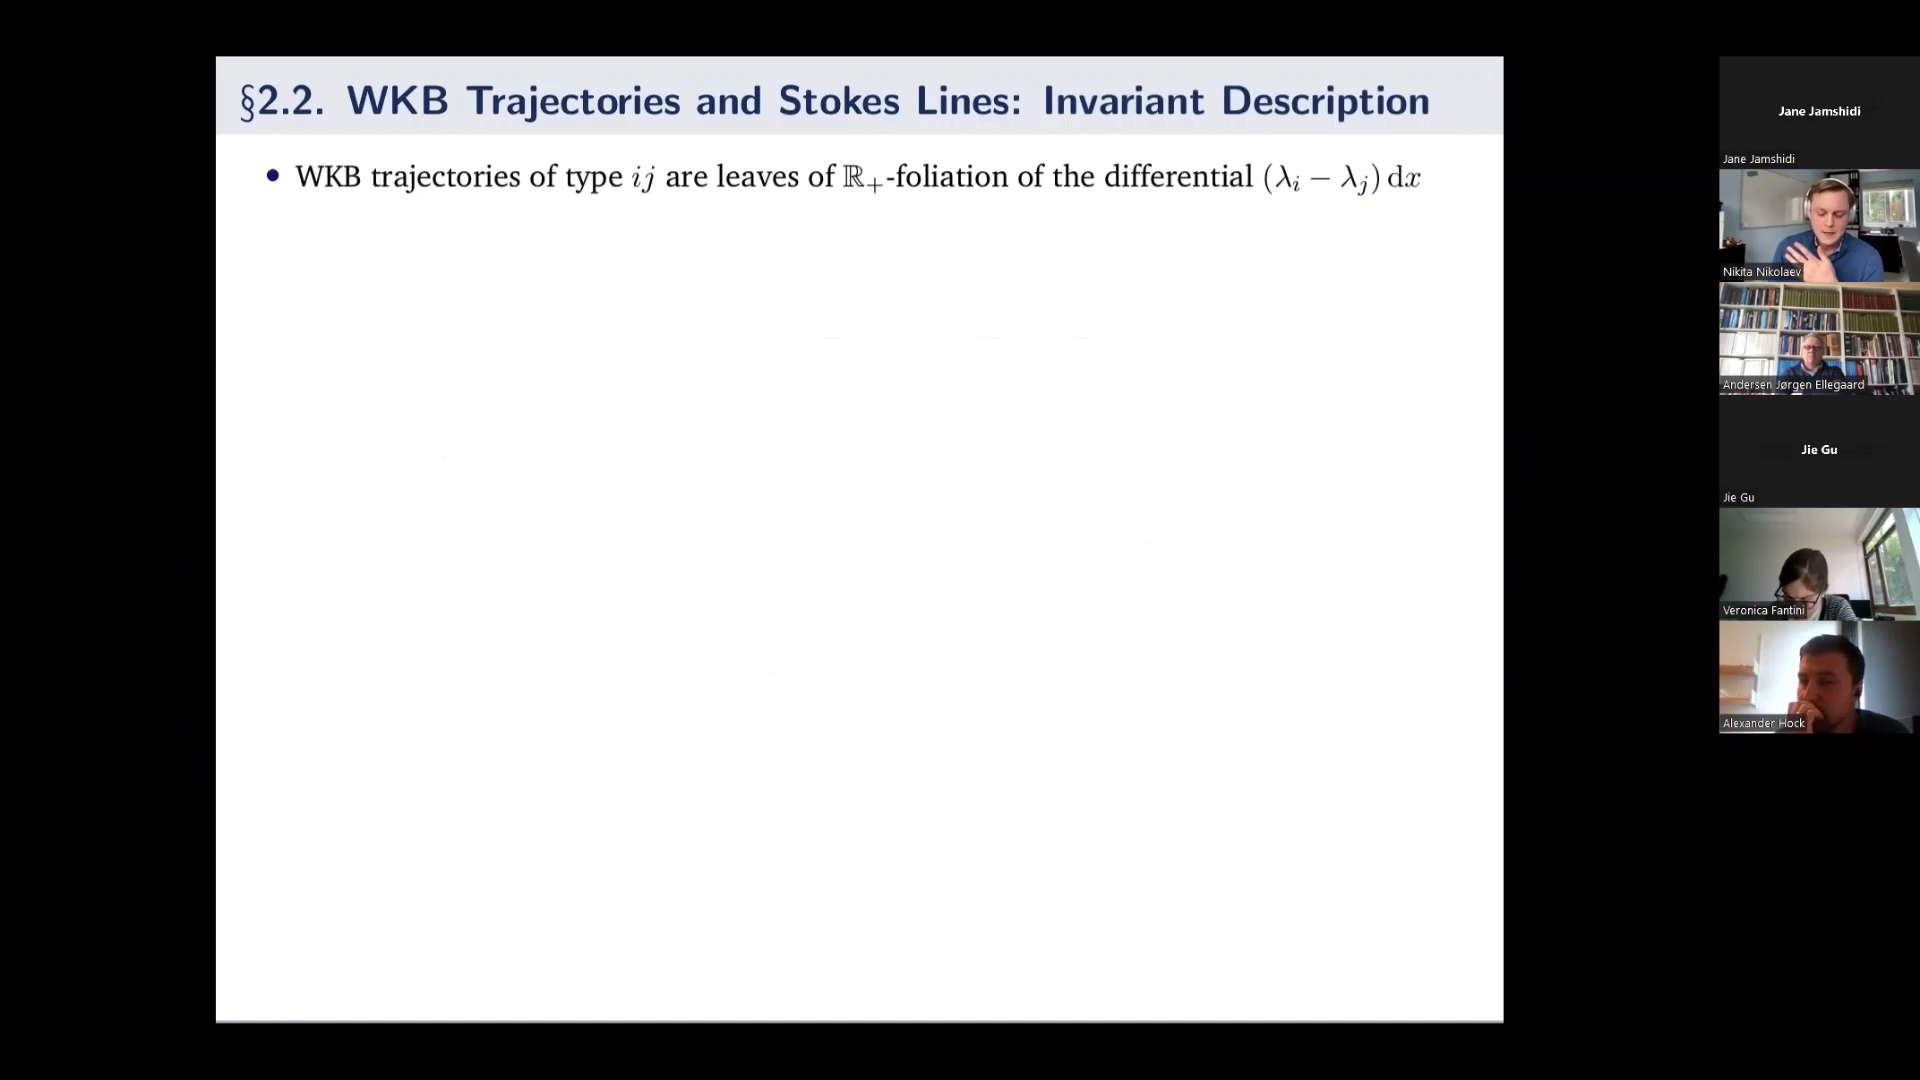 §2.2. WKB Trajectories and Stokes Lines: Invariant Description
• WKB trajectories of type ij are leaves of ℝ₊-foliation of the differential (λᵢ − λⱼ) dx
Jane Jamshidi
Jane Jamshidi
Nikita Nikolaev
Andersen Jørgen Ellegaard
Jie Gu
Jie Gu
Veronica Fantini
Alexander Hock